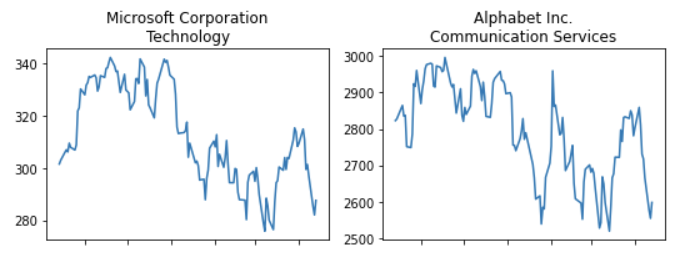 Microsoft Corporation
Technology
340
320
300
280
Alphabet Inc.
Communication Services
3000
2900
2800
2700
2600
2500